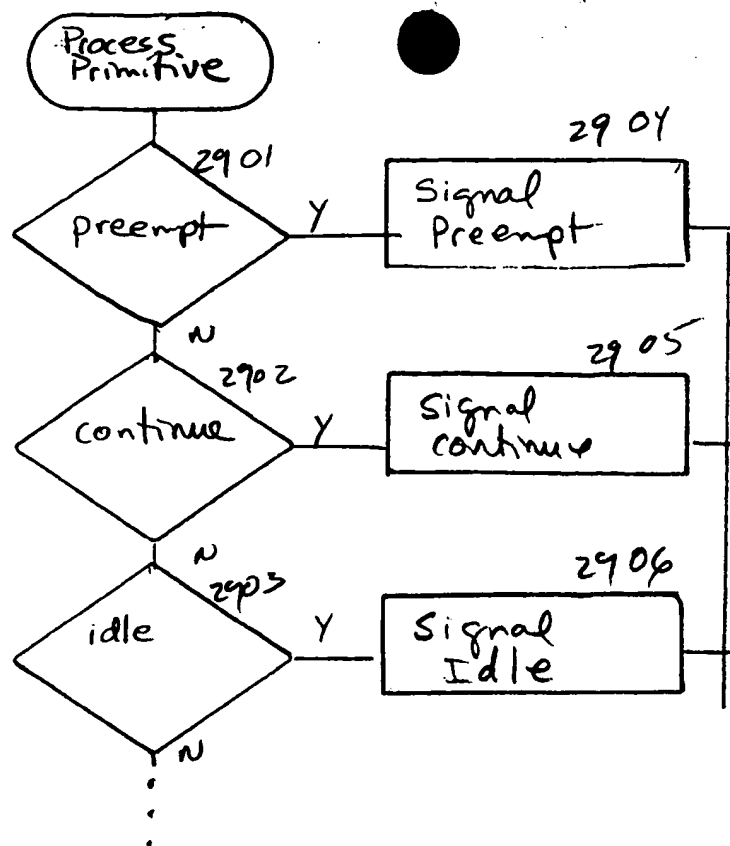 Process
Primitive
2901
preempt
Y
2904
Signal
Preempt
N
2902
continue
Y
2905
Signal
continue
N
2903
idle
Y
2906
Signal
Idle
N